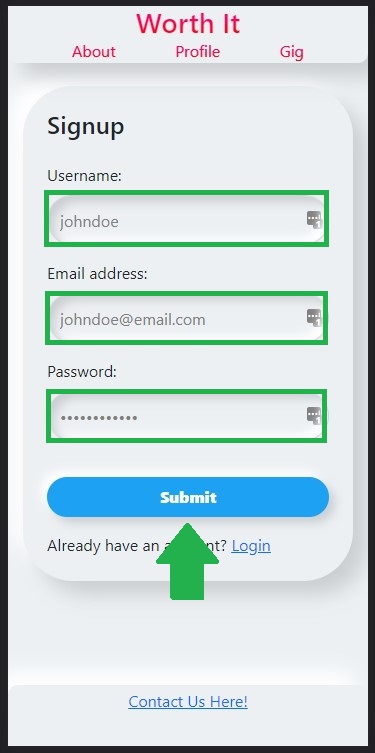 Worth It
About Profile Gig
Signup
Username:
johndoe
Email address:
johndoe@email.com
Password:
••••••••••••
Submit
Already have an a nt? Login
Contact Us Here!